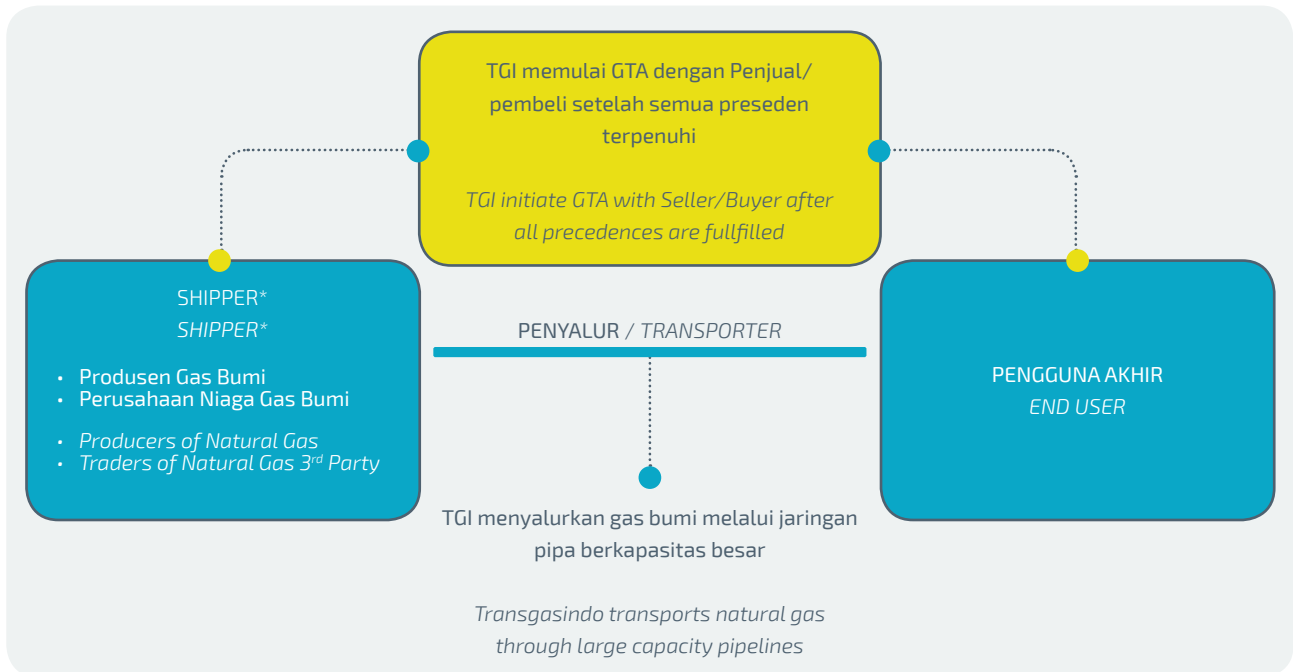 TGI memulai GTA dengan Penjual/
pembeli setelah semua preseden
terpenuhi
TGI initiate GTA with Seller/Buyer after
all precedences are fullfilled
SHIPPER*
SHIPPER*
• Produsen Gas Bumi
• Perusahaan Niaga Gas Bumi
• Producers of Natural Gas
• Traders of Natural Gas 3rd Party
PENYALUR / TRANSPORTER
TGI menyalurkan gas bumi melalui jaringan
pipa berkapasitas besar
Transgasindo transports natural gas
through large capacity pipelines
PENGGUNA AKHIR
END USER